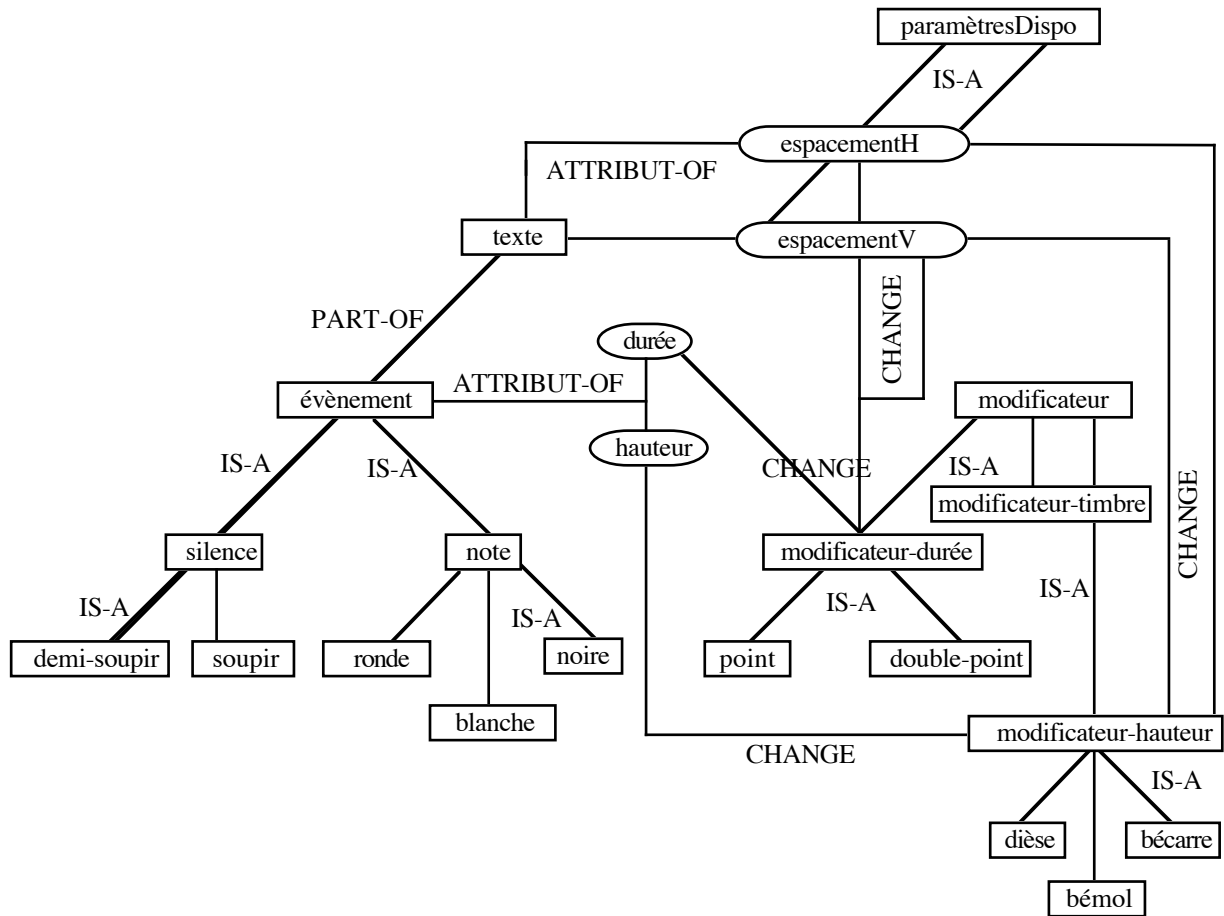 paramètresDispo
IS-A
espacementH
ATTRIBUT-OF
texte
espacementV
CHANGE
PART-OF
durée
ATTRIBUT-OF
évènement
modificateur
hauteur
IS-A
IS-A
CHANGE
IS-A
modificateur-timbre
CHANGE
silence
note
modificateur-durée
IS-A
IS-A
IS-A
IS-A
demi-soupir
soupir
ronde
noire
point
double-point
blanche
modificateur-hauteur
CHANGE
IS-A
dièse
bécarre
bémol